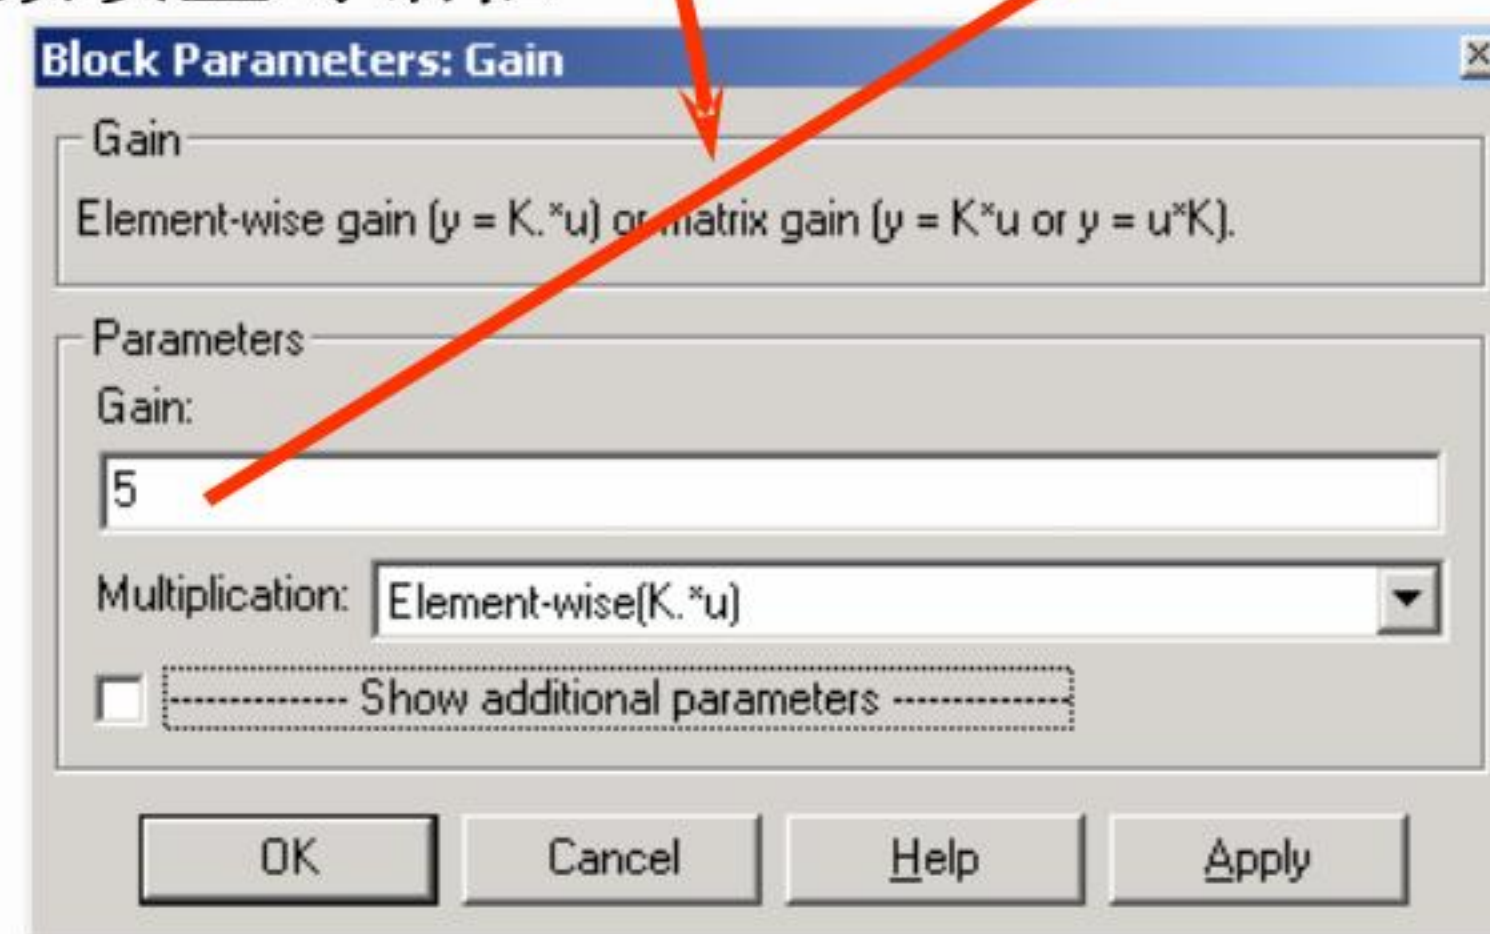 Block Parameters: Gain
Gain
Element-wise gain (y = K.*u) or matrix gain (y = K*u or y = u*K).
Parameters
Gain:
5
Multiplication: Element-wise(K.*u)
------------- Show additional parameters -------------
OK Cancel Help Apply